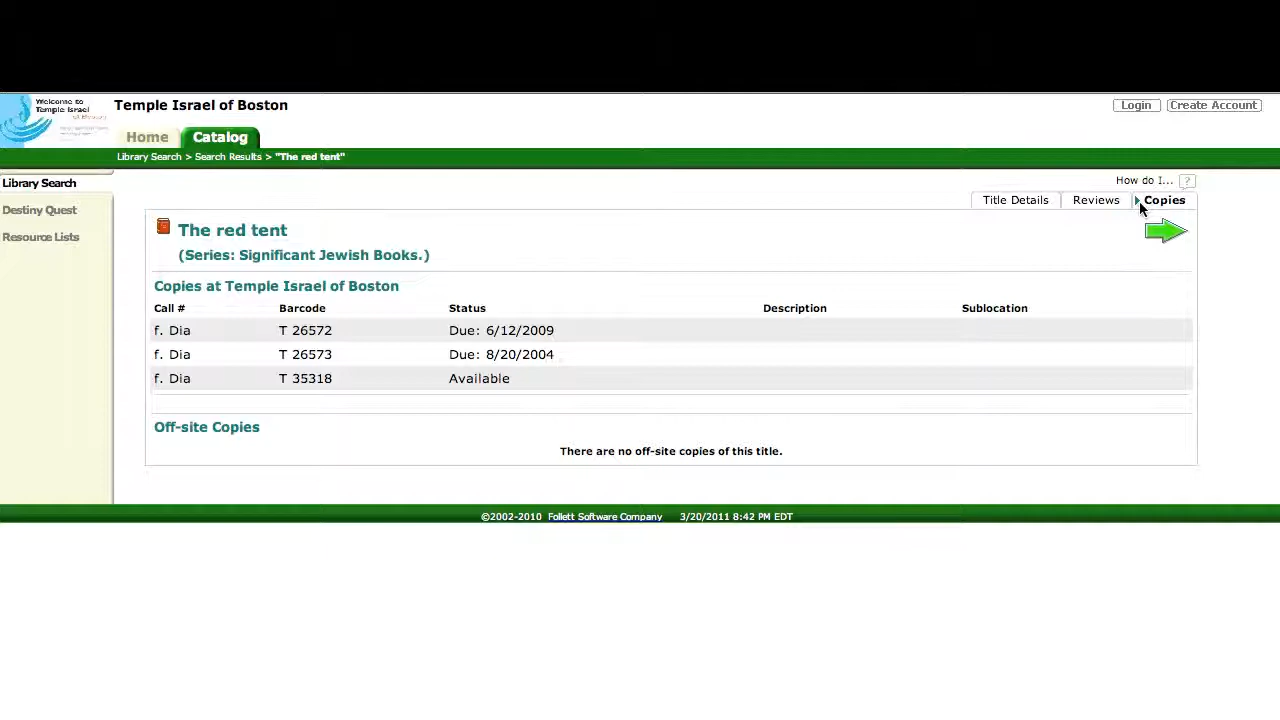 Welcome to
Temple Israel
of Boston
Temple Israel of Boston
Login
Create Account
Home
Catalog
Library Search > Search Results > "The red tent"
Library Search
Destiny Quest
Resource Lists
How do I... ?
Title Details
Reviews
Copies
The red tent
(Series: Significant Jewish Books.)
Copies at Temple Israel of Boston
Call # Barcode Status Description Sublocation
f. Dia T 26572 Due: 6/12/2009
f. Dia T 26573 Due: 8/20/2004
f. Dia T 35318 Available
Off-site Copies
There are no off-site copies of this title.
©2002-2010 Follett Software Company 3/20/2011 8:42 PM EDT